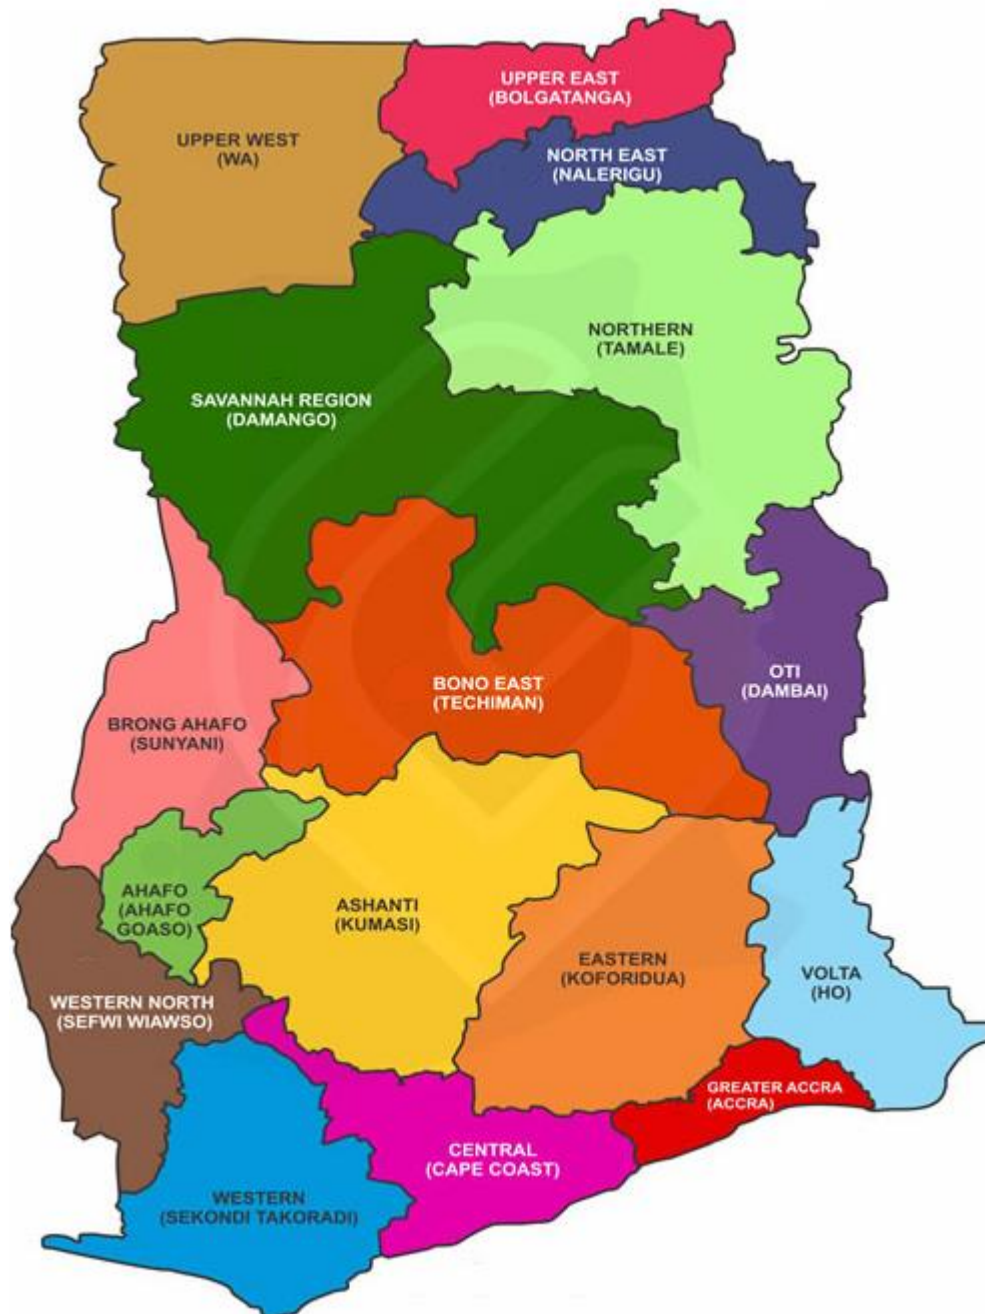 UPPER EAST
(BOLGATANGA)
UPPER WEST
(WA)
NORTH EAST
(NALERIGU)
NORTHERN
(TAMALE)
SAVANNAH REGION
(DAMANGO)
OTI
(DAMBAI)
BONO EAST
(TECHIMAN)
BRONG AHAFO
(SUNYANI)
AHAFO
(AHAFO
GOASO)
ASHANTI
(KUMASI)
EASTERN
(KOFORIDUA)
VOLTA
(HO)
WESTERN NORTH
(SEFWI WIAWSO)
GREATER ACCRA
(ACCRA)
CENTRAL
(CAPE COAST)
WESTERN
(SEKONDI TAKORADI)